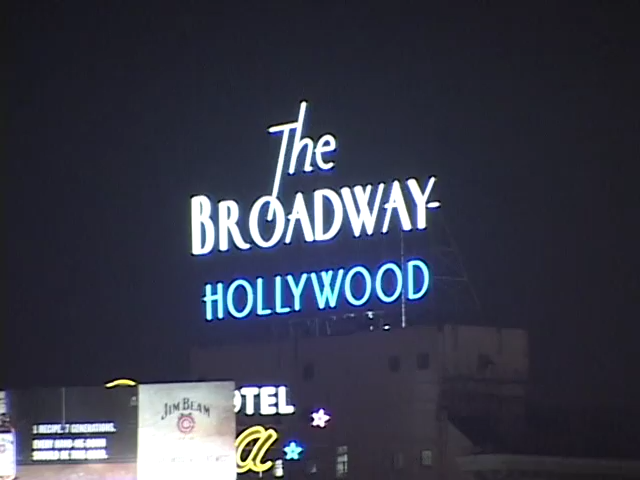 The
BROADWAY
HOLLYWOOD
OTEL
a
JIM BEAM
1 RECIPE. 7 GENERATIONS.